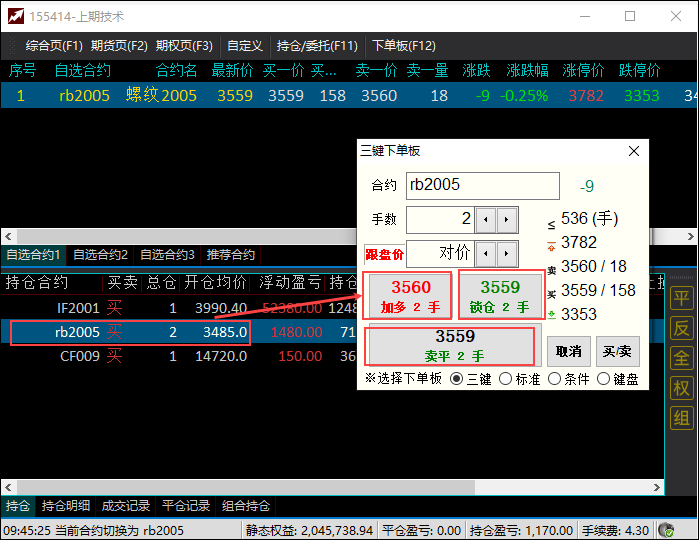 155414-上期技术
综合页(F1) 期货页(F2) 期权页(F3) 自定义 持仓/委托(F11) 下单板(F12)
序号 自选合约 合约名 最新价 买一价 买... 卖一价 卖一量 涨跌 涨跌幅 涨停价 跌停价
1 rb2005 螺纹2005 3559 3559 158 3560 18 -9 -0.25% 3782 3353 34
三键下单板
合约 rb2005 -9
手数 2 ≤ 536 (手)
跟盘价 对价 3782
卖 3560 / 18
买 3559 / 158
3353
3560 加多 2 手
3559 锁仓 2 手
3559 卖平 2 手
取消 买/卖
※选择下单板 三键 标准 条件 键盘
自选合约1 自选合约2 自选合约3 推荐合约
持仓合约 买卖 总仓 开仓均价 浮动盈亏 持仓
IF2001 买 1 3990.40 52380.00 1248
rb2005 买 2 3485.0 1480.00 71
CF009 买 1 14720.0 150.00 36
平
反
全
权
组
持仓 持仓明细 成交记录 平仓记录 组合持仓
09:45:25 当前合约切换为 rb2005 静态权益: 2,045,738.94 平仓盈亏: 0.00 持仓盈亏: 1,170.00 手续费: 4.30